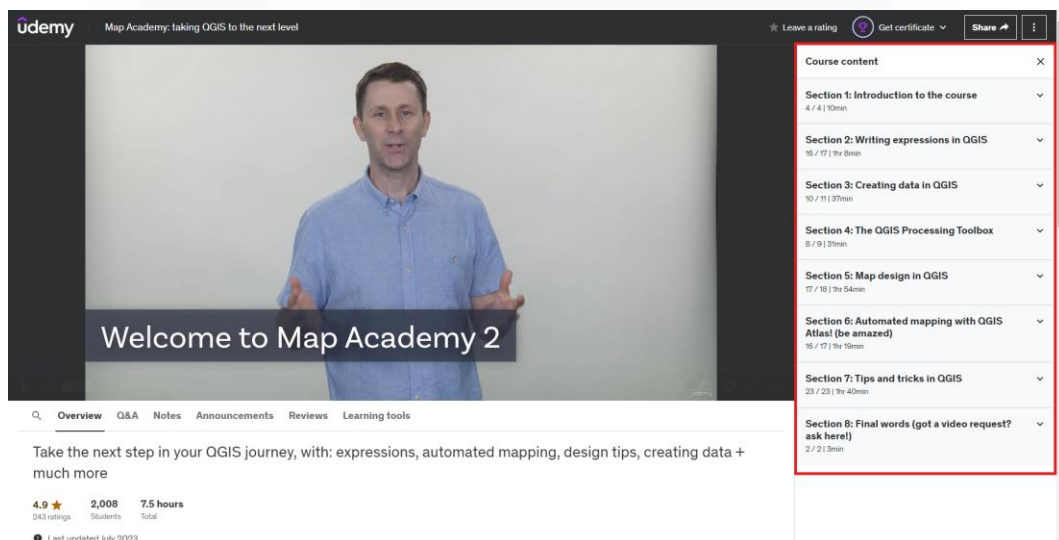 ûdemy
Map Academy: taking QGIS to the next level
Leave a rating
Get certificate
Share
Welcome to Map Academy 2
udemy
Overview Q&A Notes Announcements Reviews Learning tools
Take the next step in your QGIS journey, with: expressions, automated mapping, design tips, creating data +
much more
4.9 ★ 2,008 7.5 hours
243 ratings Students Total
Last updated July 2023
Course content
Section 1: Introduction to the course
4 / 4 | 10min
Section 2: Writing expressions in QGIS
16 / 17 | 1hr 8min
Section 3: Creating data in QGIS
10 / 11 | 37min
Section 4: The QGIS Processing Toolbox
8 / 9 | 31min
Section 5: Map design in QGIS
17 / 18 | 1hr 54min
Section 6: Automated mapping with QGIS
Atlas! (be amazed)
16 / 17 | 1hr 19min
Section 7: Tips and tricks in QGIS
23 / 23 | 1hr 40min
Section 8: Final words (got a video request?
ask here!)
2 / 2 | 3min